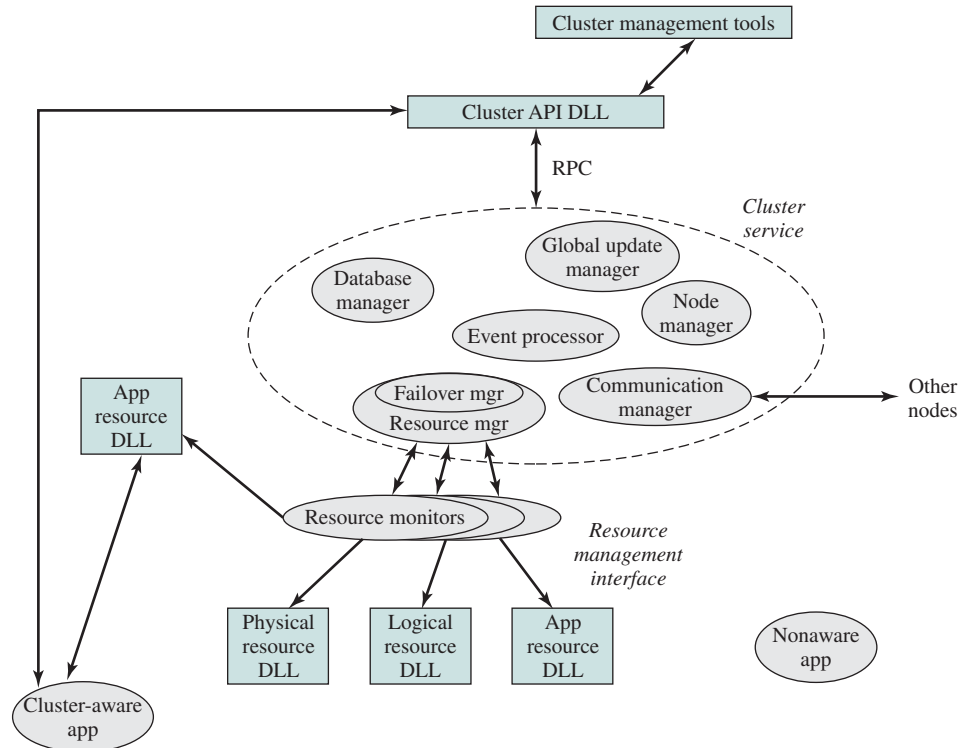 Cluster management tools
Cluster API DLL
RPC
Cluster
service
Global update
manager
Database
manager
Node
manager
Event processor
Failover mgr
Resource mgr
Communication
manager
Other
nodes
App
resource
DLL
Resource monitors
Resource
management
interface
Physical
resource
DLL
Logical
resource
DLL
App
resource
DLL
Nonaware
app
Cluster-aware
app